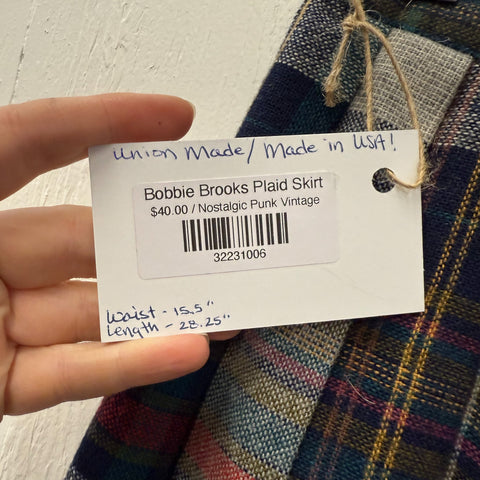 Union Made/ Made in USA!
Bobbie Brooks Plaid Skirt
$40.00 / Nostalgic Punk Vintage
32231006
Waist - 15.5"
Length - 28.25"